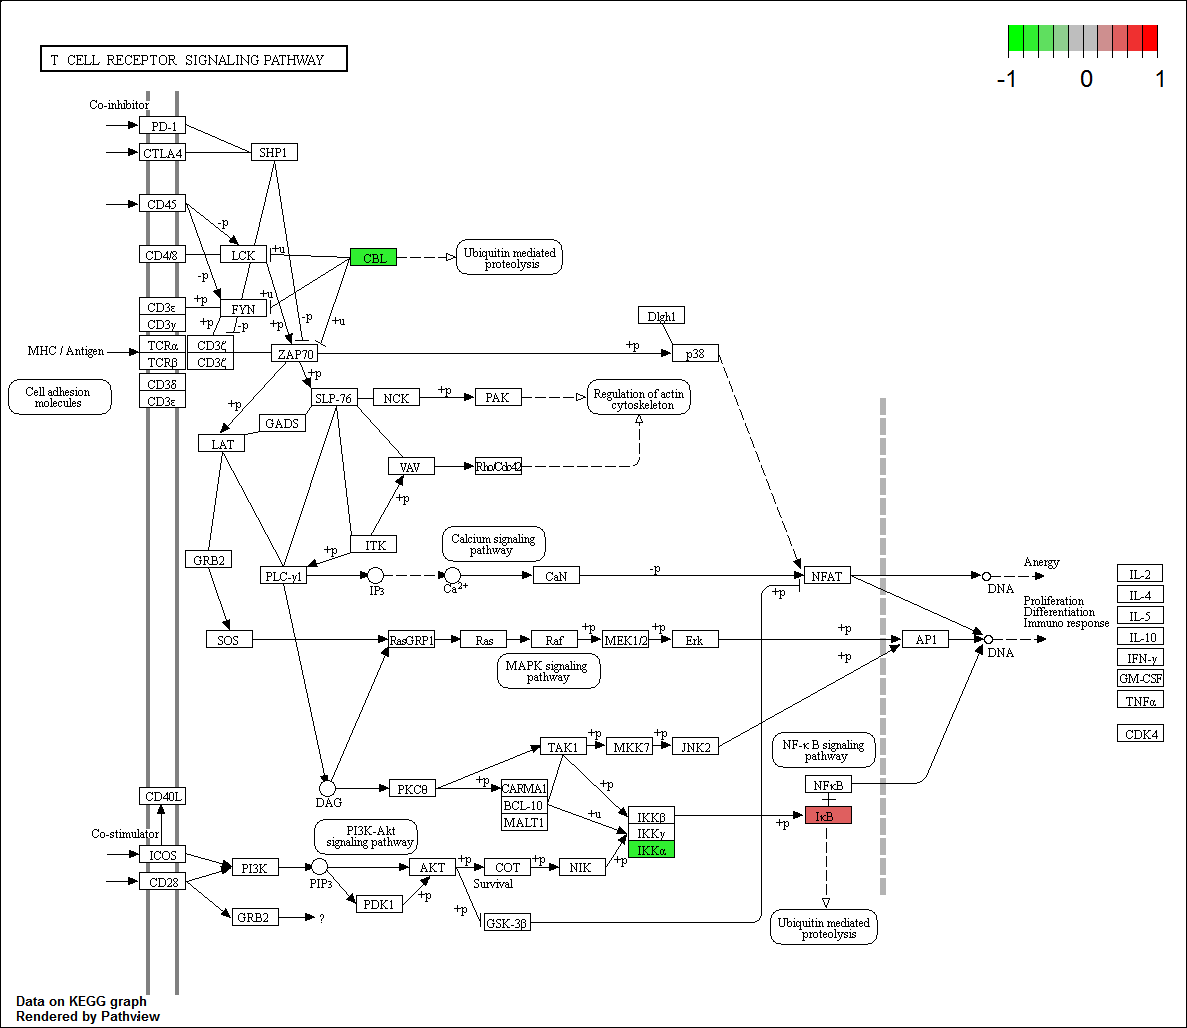 T CELL RECEPTOR SIGNALING PATHWAY
-1 0 1
Co-inhibitor
PD-1
CTLA4
SHP1
CD45
-p
CD4/8
LCK
+u
CBL
Ubiquitin mediated
proteolysis
-p
+p
+u
CD3ε
FYN
CD3γ
+p
-p
+p
-p
+u
Dlgh1
MHC / Antigen
TCRα
CD3ζ
TCRβ
CD3ζ
ZAP70
+p
p38
Cell adhesion
molecules
CD3δ
CD3ε
+p
SLP-76
NCK
+p
PAK
Regulation of actin
cytoskeleton
+p
GADS
LAT
VAV
Rho/Cdc42
+p
ITK
Calcium signaling
pathway
GRB2
+p
PLC-γ1
IP3
Ca2+
CaN
-p
NFAT
+p
DNA
Anergy
Proliferation
Differentiation
Immuno response
IL-2
IL-4
IL-5
IL-10
IFN-γ
GM-CSF
TNFα
CDK4
SOS
RasGRP1
Ras
Raf
+p
MEK1/2
+p
Erk
+p
AP1
DNA
+p
MAPK signaling
pathway
TAK1
+p
MKK7
+p
JNK2
NF-κ B signaling
pathway
DAG
PKCθ
+p
CARMA1
BCL-10
MALT1
+p
+u
IKKβ
IKKγ
IKKα
+p
NFκB
IκB
CD40L
Co-stimulator
ICOS
CD28
PI3K-Akt
signaling pathway
PI3K
PIP3
AKT
+p
COT
+p
NIK
+p
Survival
PDK1
+p
+p
GRB2
?
GSK-3β
Ubiquitin mediated
proteolysis
Data on KEGG graph
Rendered by Pathview